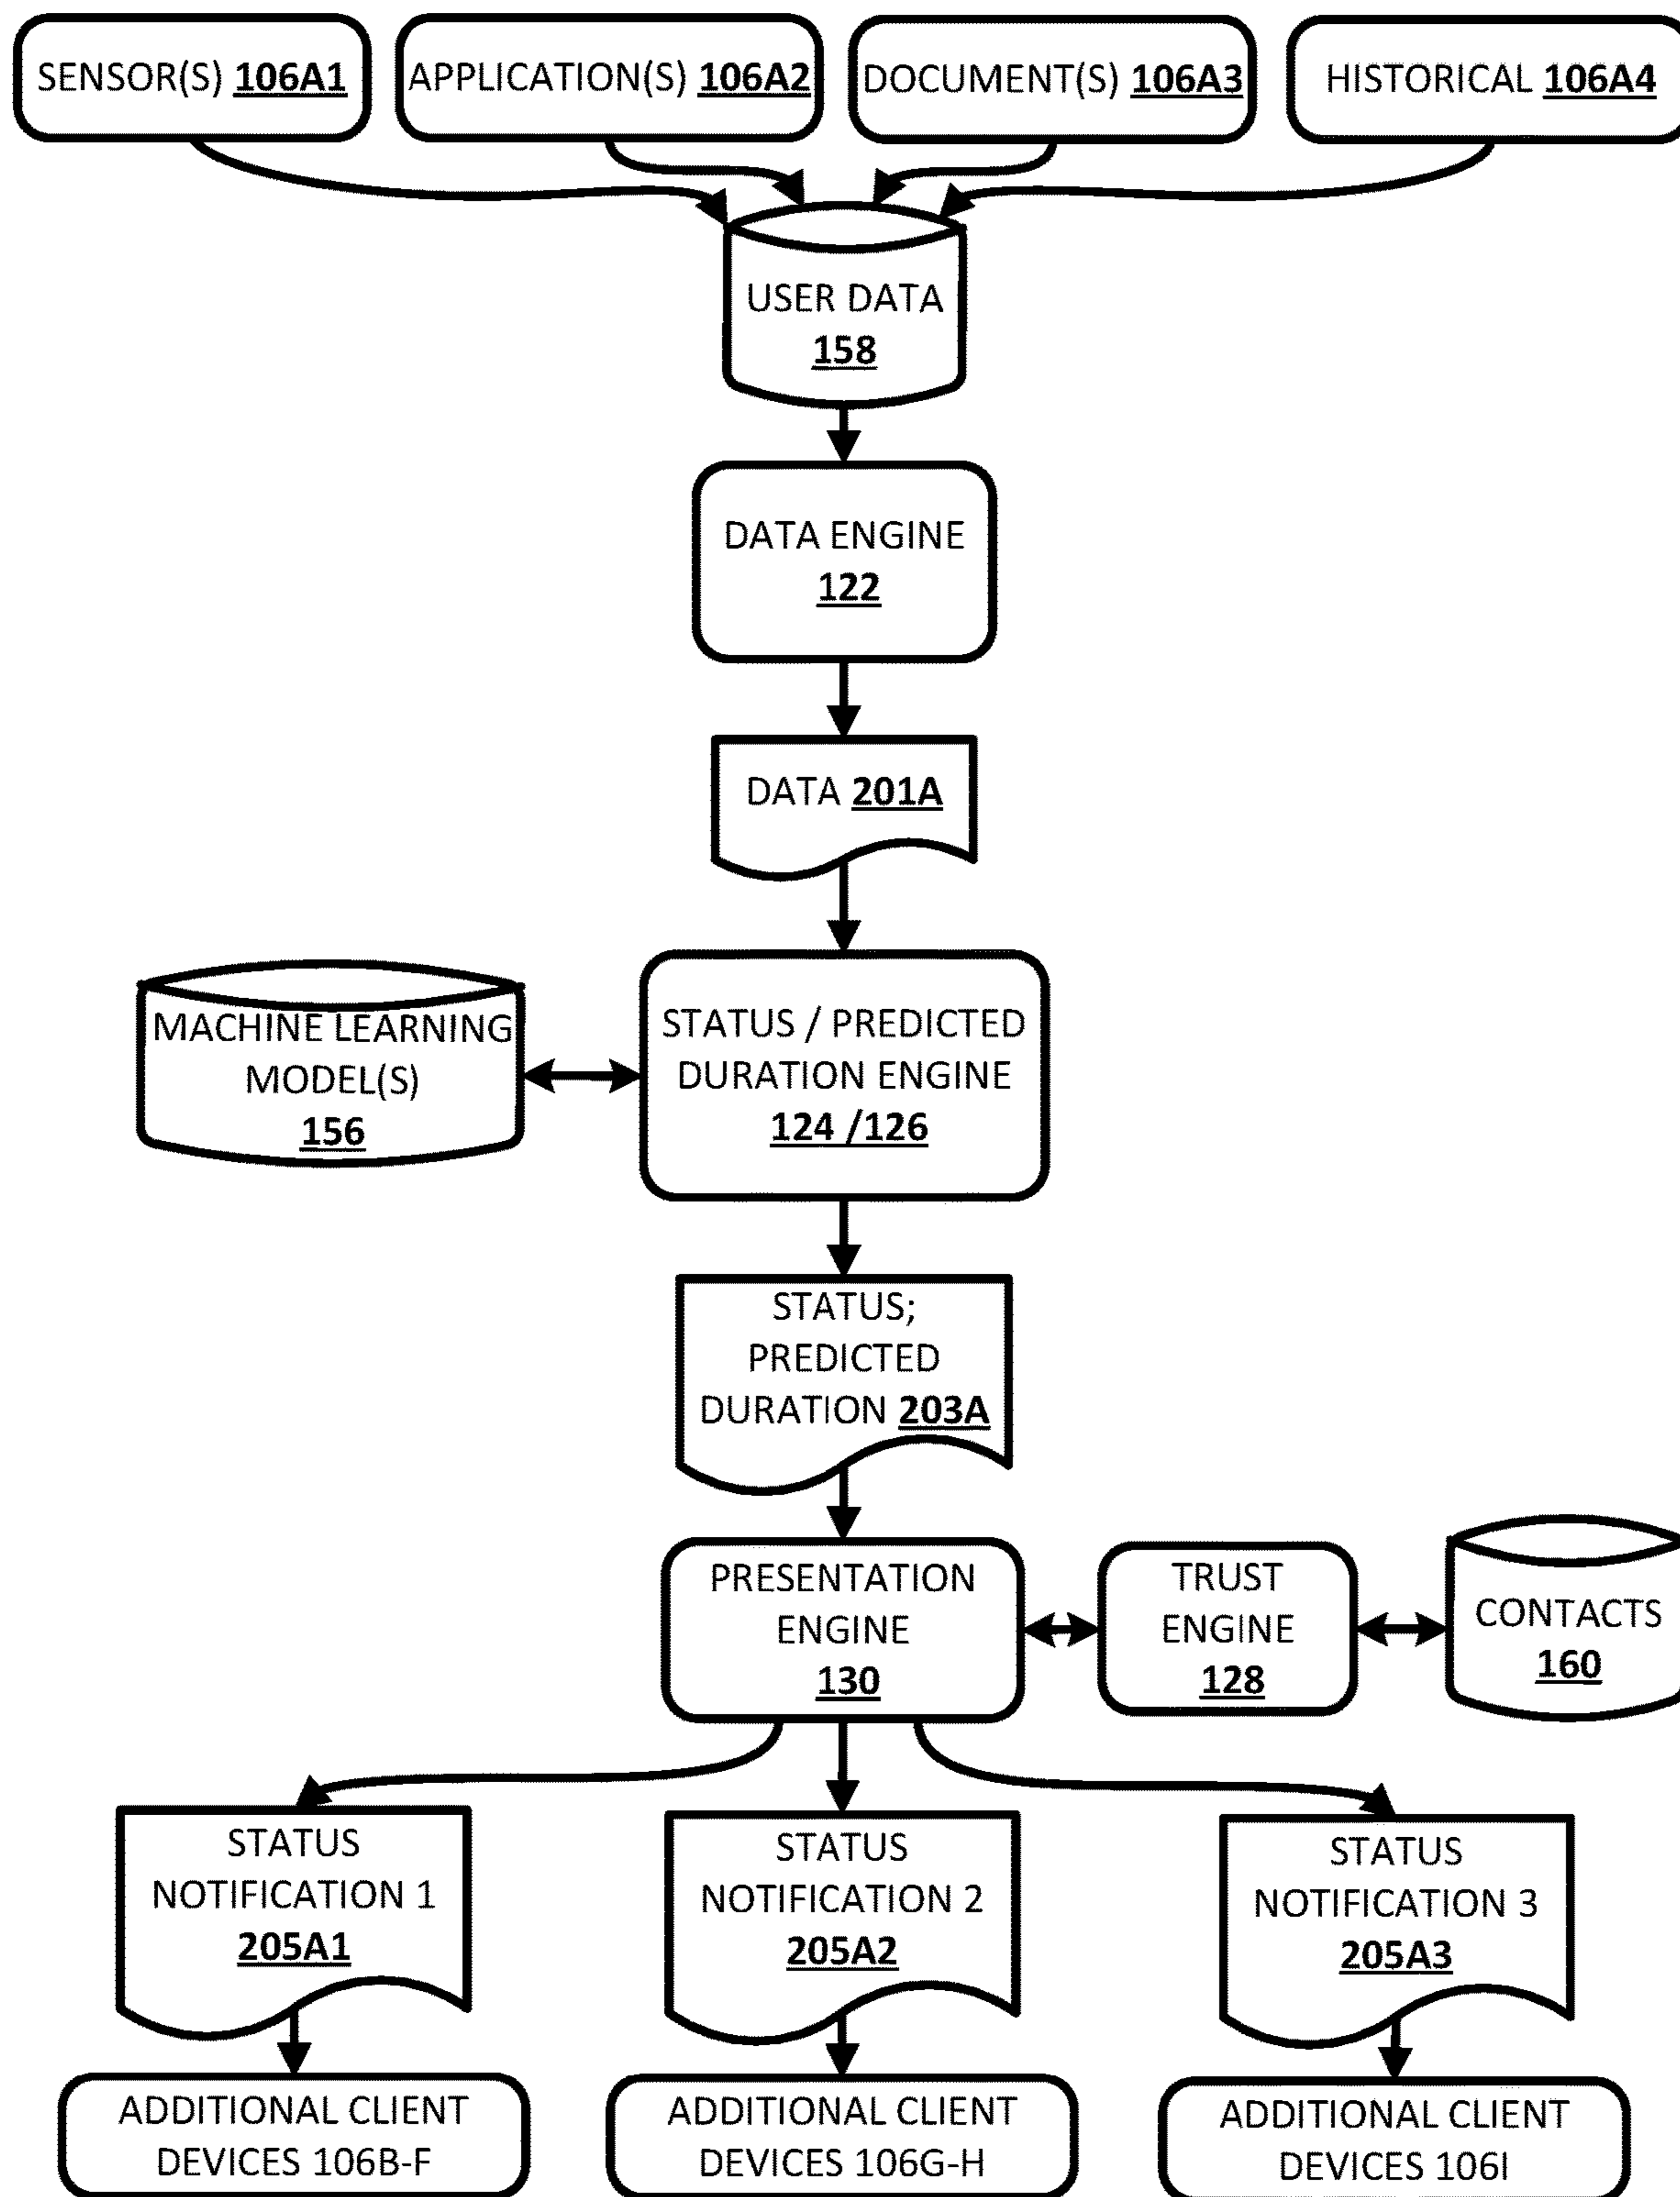 SENSOR(S) 106A1
APPLICATION(S) 106A2
DOCUMENT(S) 106A3
HISTORICAL 106A4
USER DATA
158
DATA ENGINE
122
DATA 201A
MACHINE LEARNING
MODEL(S)
156
STATUS / PREDICTED
DURATION ENGINE
124 /126
STATUS;
PREDICTED
DURATION 203A
PRESENTATION
ENGINE
130
TRUST
ENGINE
128
CONTACTS
160
STATUS
NOTIFICATION 1
205A1
STATUS
NOTIFICATION 2
205A2
STATUS
NOTIFICATION 3
205A3
ADDITIONAL CLIENT
DEVICES 106B-F
ADDITIONAL CLIENT
DEVICES 106G-H
ADDITIONAL CLIENT
DEVICES 106I